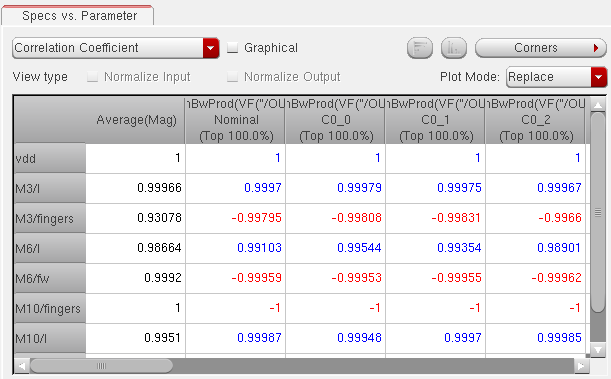 Specs vs. Parameter
Correlation Coefficient Graphical Corners
View type Normalize Input Normalize Output Plot Mode: Replace
Average(Mag) nBwProd(VF("/OU nBwProd(VF("/OU nBwProd(VF("/OU nBwProd(VF("/OU
Nominal C0_0 C0_1 C0_2
(Top 100.0%) (Top 100.0%) (Top 100.0%) (Top 100.0%)
vdd 1 1 1 1 1
M3/l 0.99966 0.9997 0.99979 0.99975 0.99967
M3/fingers 0.93078 -0.99795 -0.99808 -0.99831 -0.9966
M6/l 0.98664 0.99103 0.99544 0.99354 0.98901
M6/fw 0.9992 -0.99959 -0.99953 -0.99955 -0.99962
M10/fingers 1 -1 -1 -1 -1
M10/l 0.9951 0.99987 0.99948 0.9997 0.99985